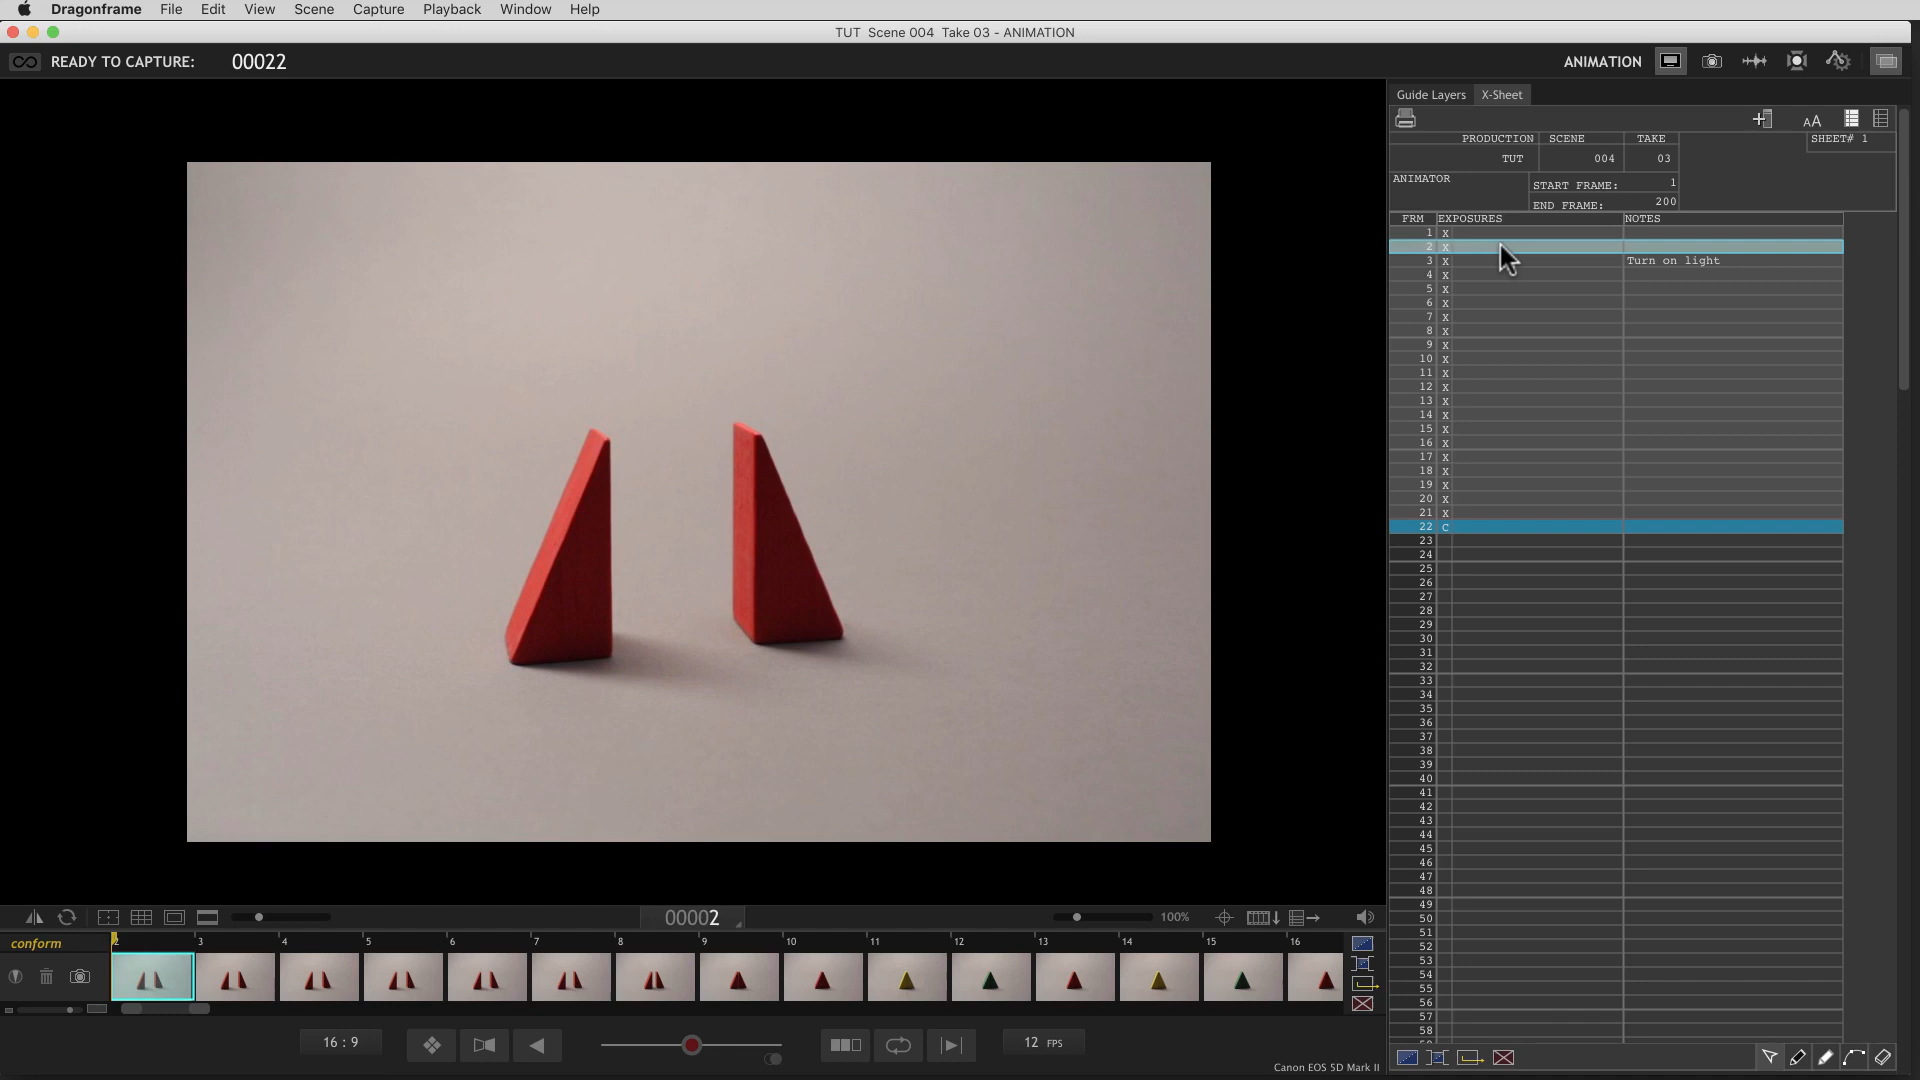 Dragonframe File Edit View Scene Capture Playback Window Help
TUT Scene 004 Take 03 - ANIMATION
READY TO CAPTURE: 00022
ANIMATION
Guide Layers X-Sheet
AA
PRODUCTION SCENE TAKE SHEET# 1
TUT 004 03
ANIMATOR
START FRAME: 1
END FRAME: 200
FRM EXPOSURES NOTES
1 X
2 X
3 X Turn on light
4 X
5 X
6 X
7 X
8 X
9 X
10 X
11 X
12 X
13 X
14 X
15 X
16 X
17 X
18 X
19 X
20 X
21 X
22 C
23
24
25
26
27
28
29
30
31
32
33
34
35
36
37
38
39
40
41
42
43
44
45
46
47
48
49
50
51
52
53
54
55
56
57
58
00002
100%
conform
2 3 4 5 6 7 8 9 10 11 12 13 14 15 16
16 : 9
12 FPS
Canon EOS 5D Mark II